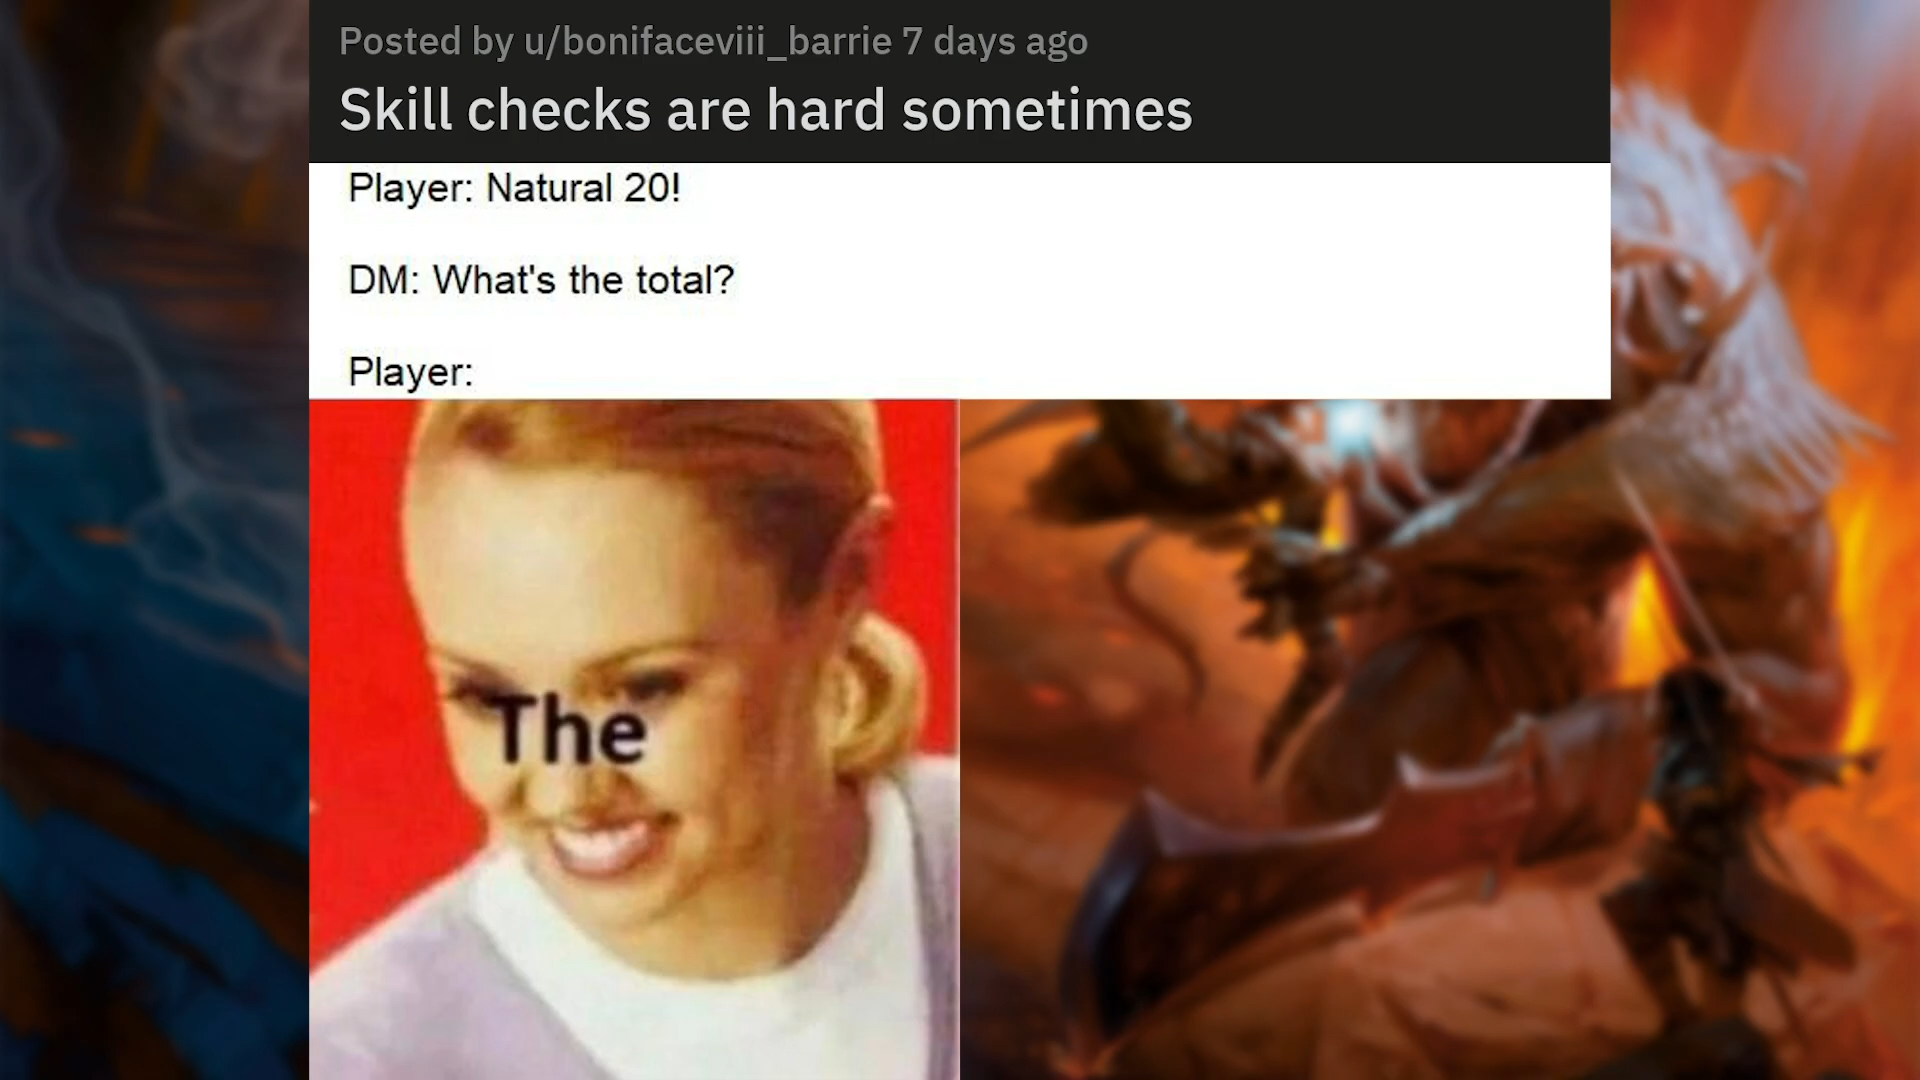 Posted by u/bonifaceviii_barrie 7 days ago
Skill checks are hard sometimes
Player: Natural 20!
DM: What's the total?
Player:
The